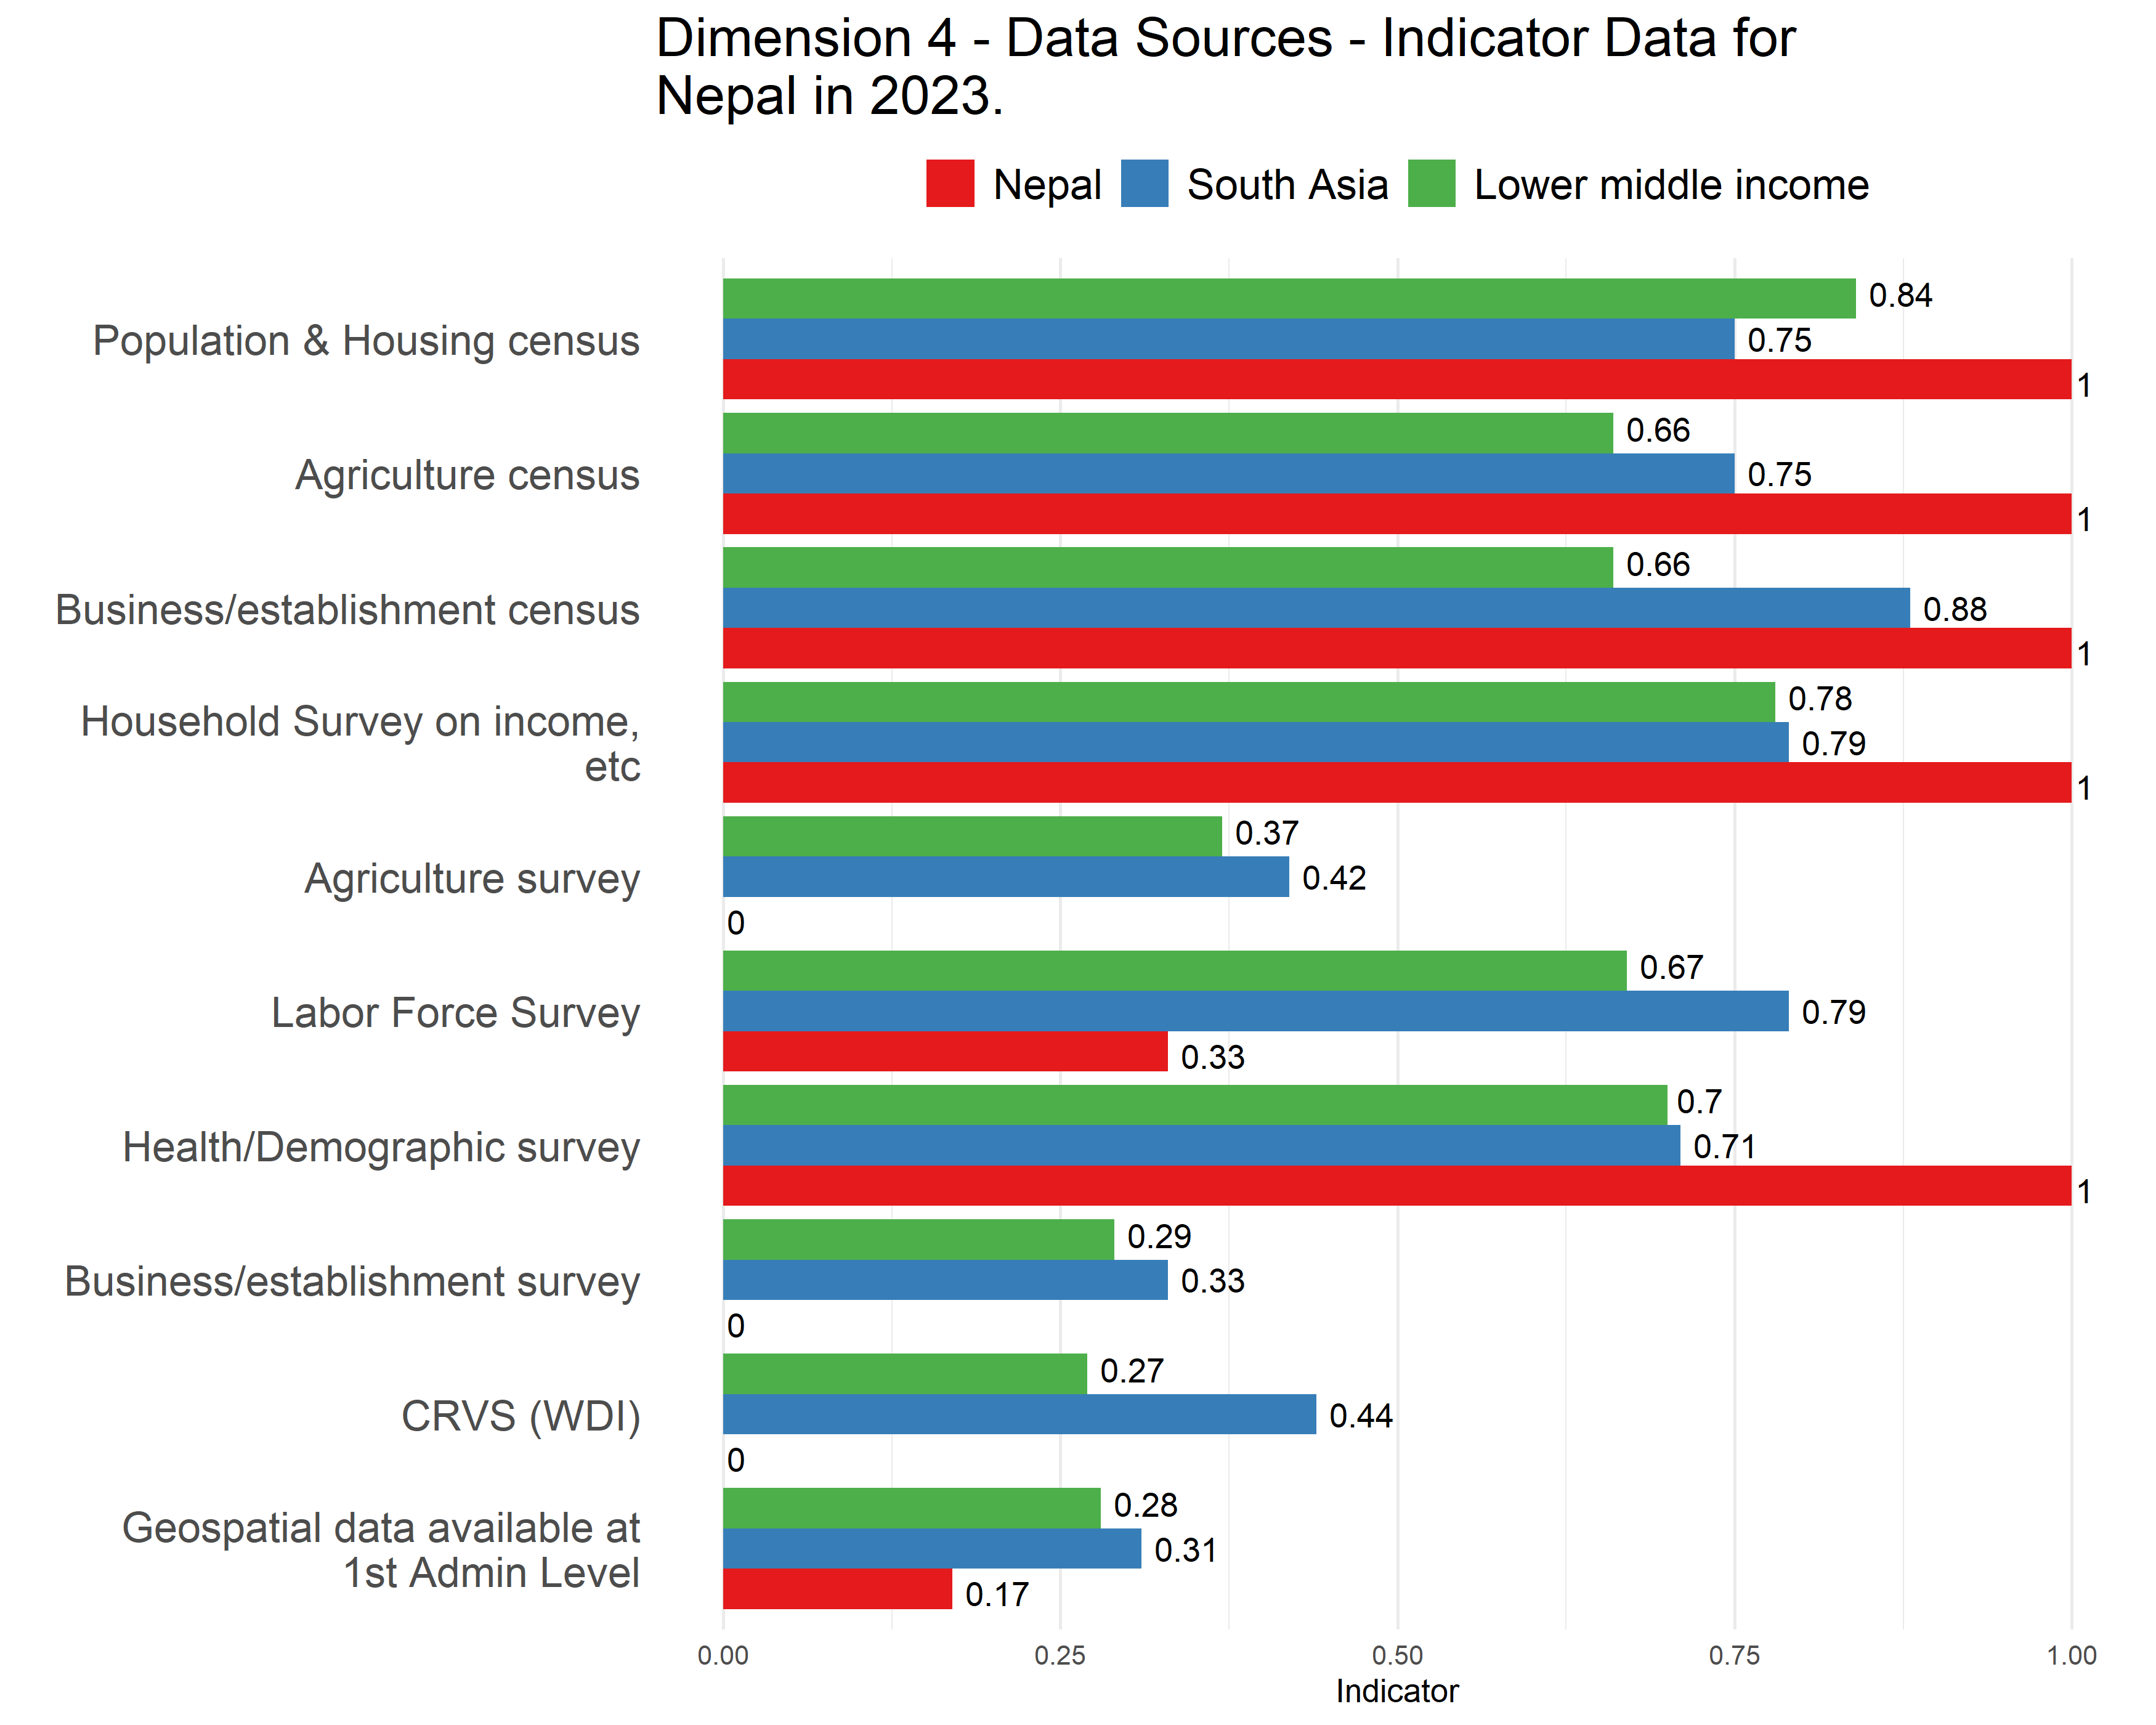 Dimension 4 - Data Sources - Indicator Data for
Nepal in 2023.
Nepal South Asia Lower middle income
Population & Housing census
0.84
0.75
1
Agriculture census
0.66
0.75
1
Business/establishment census
0.66
0.88
1
Household Survey on income,
etc
0.78
0.79
1
Agriculture survey
0.37
0.42
0
Labor Force Survey
0.67
0.79
0.33
Health/Demographic survey
0.7
0.71
1
Business/establishment survey
0.29
0.33
0
CRVS (WDI)
0.27
0.44
0
Geospatial data available at
1st Admin Level
0.28
0.31
0.17
0.00 0.25 0.50 0.75 1.00
Indicator